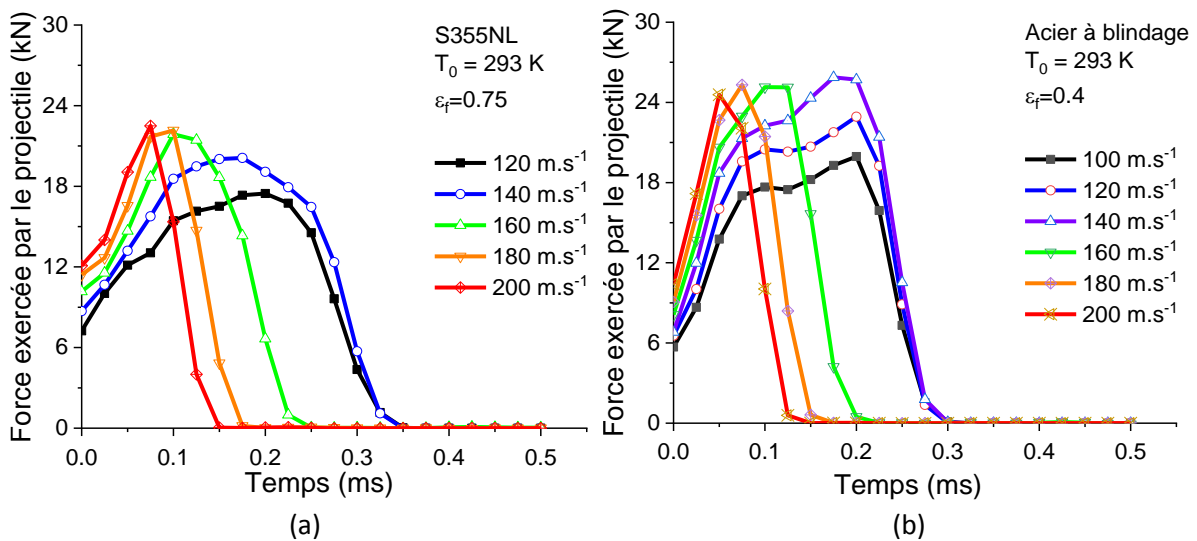 Force exercée par le projectile (kN)
30
24
18
12
6
0
S355NL
T₀ = 293 K
ε_f=0.75
120 m.s⁻¹
140 m.s⁻¹
160 m.s⁻¹
180 m.s⁻¹
200 m.s⁻¹
0.0 0.1 0.2 0.3 0.4 0.5
Temps (ms)
(a)
Force exercée par le projectile (kN)
30
24
18
12
6
0
Acier à blindage
T₀ = 293 K
ε_f=0.4
100 m.s⁻¹
120 m.s⁻¹
140 m.s⁻¹
160 m.s⁻¹
180 m.s⁻¹
200 m.s⁻¹
0.0 0.1 0.2 0.3 0.4 0.5
Temps (ms)
(b)